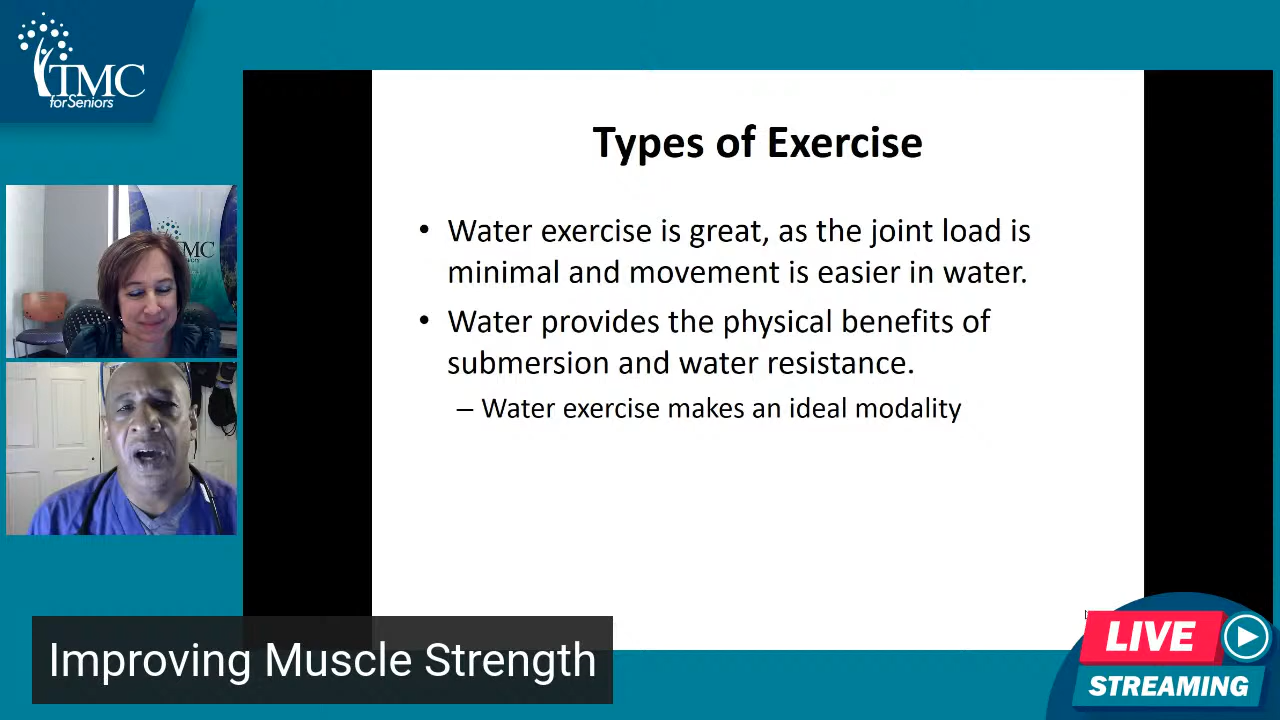 TMC
for Seniors
Types of Exercise
• Water exercise is great, as the joint load is
minimal and movement is easier in water.
• Water provides the physical benefits of
submersion and water resistance.
– Water exercise makes an ideal modality
Improving Muscle Strength
LIVE
STREAMING